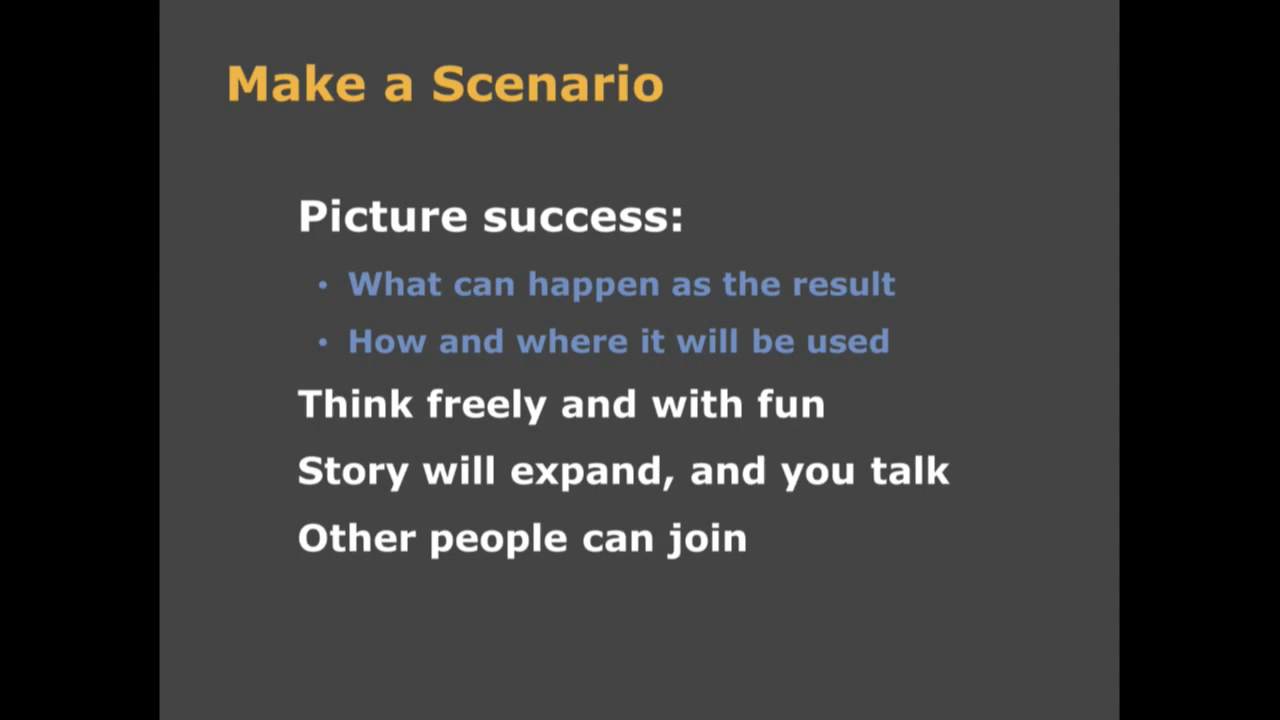 Make a Scenario
Picture success:
• What can happen as the result
• How and where it will be used
Think freely and with fun
Story will expand, and you talk
Other people can join